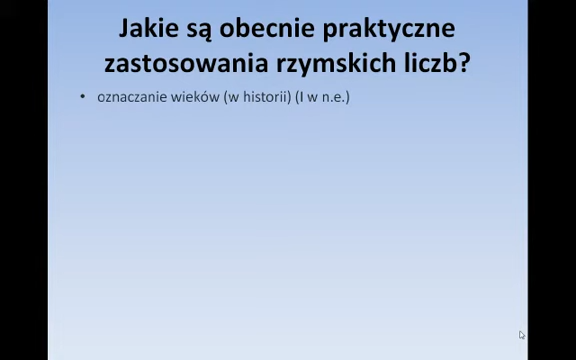 Jakie są obecnie praktyczne
zastosowania rzymskich liczb?
• oznaczanie wieków (w historii) (I w n.e.)